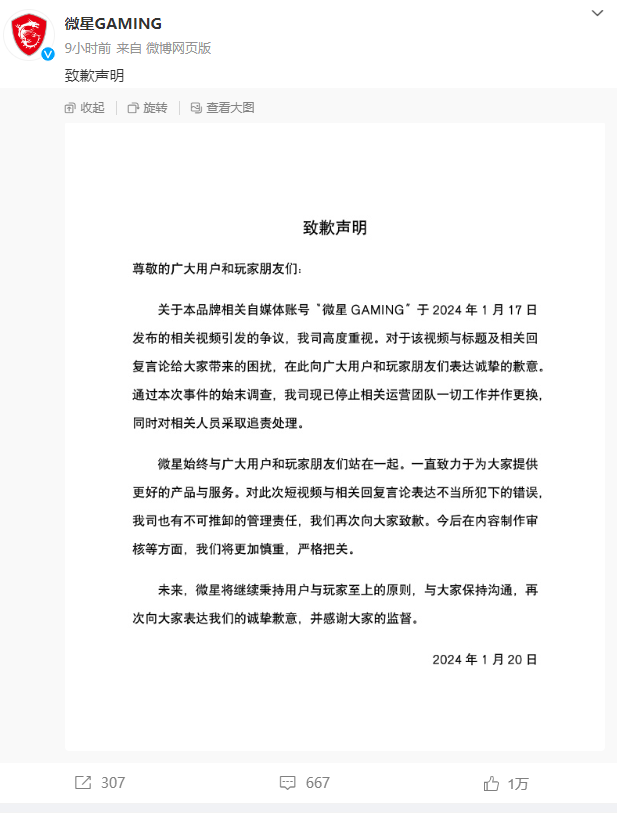 微星GAMING
9小时前 来自 微博网页版
致歉声明
收起 旋转 查看大图
致歉声明
尊敬的广大用户和玩家朋友们：
关于本品牌相关自媒体账号“微星 GAMING”于 2024 年 1 月 17 日
发布的相关视频引发的争议，我司高度重视。对于该视频与标题及相关回
复言论给大家带来的困扰，在此向广大用户和玩家朋友们表达诚挚的歉意。
通过本次事件的始末调查，我司现已停止相关运营团队一切工作并作更换，
同时对相关人员采取追责处理。
微星始终与广大用户和玩家朋友们站在一起。一直致力于为大家提供
更好的产品与服务。对此次短视频与相关回复言论表达不当所犯下的错误，
我司也有不可推卸的管理责任，我们再次向大家致歉。今后在内容制作审
核等方面，我们将更加慎重，严格把关。
未来，微星将继续秉持用户与玩家至上的原则，与大家保持沟通，再
次向大家表达我们的诚挚歉意，并感谢大家的监督。
2024 年 1 月 20 日
307 667 1万